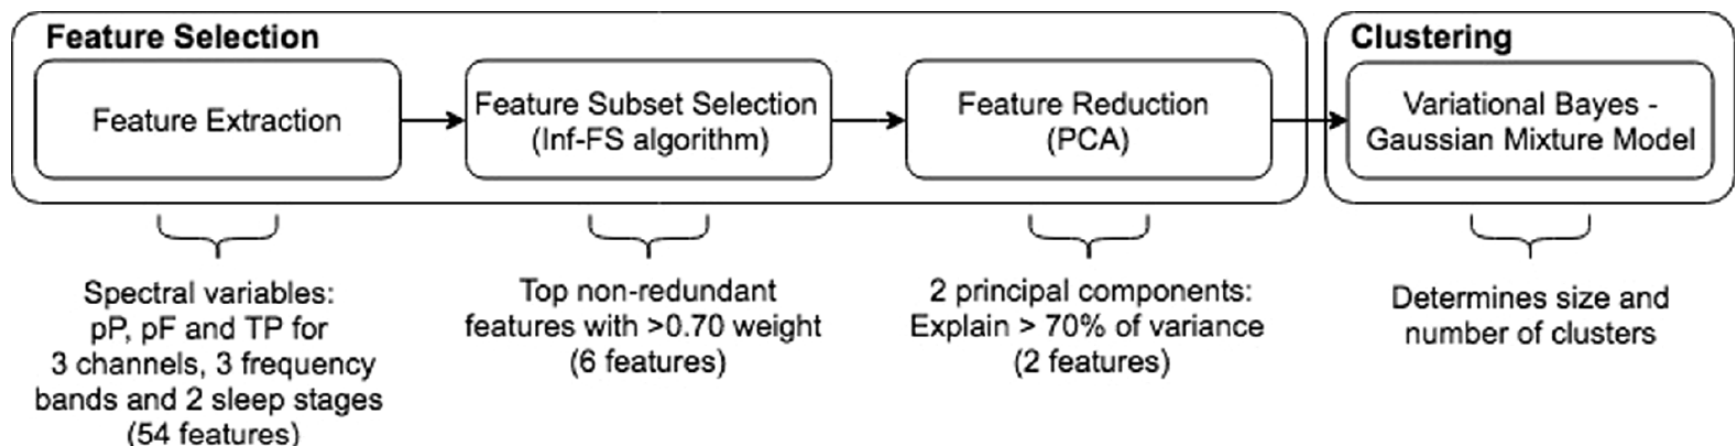 Feature Selection
Feature Extraction
Feature Subset Selection
(Inf-FS algorithm)
Feature Reduction
(PCA)
Clustering
Variational Bayes -
Gaussian Mixture Model
Spectral variables:
pP, pF and TP for
3 channels, 3 frequency
bands and 2 sleep stages
(54 features)
Top non-redundant
features with >0.70 weight
(6 features)
2 principal components:
Explain > 70% of variance
(2 features)
Determines size and
number of clusters